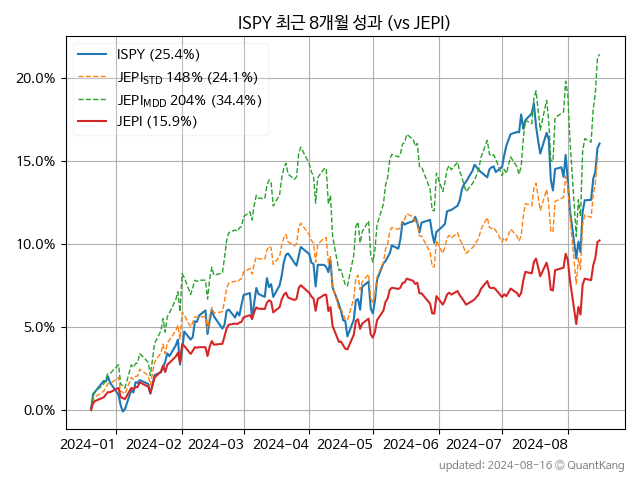 ISPY 최근 8개월 성과 (vs JEPI)
ISPY (25.4%)
JEPI_STD 148% (24.1%)
JEPI_MDD 204% (34.4%)
JEPI (15.9%)
20.0%
15.0%
10.0%
5.0%
0.0%
2024-01 2024-02 2024-03 2024-04 2024-05 2024-06 2024-07 2024-08
updated: 2024-08-16 © QuantKang